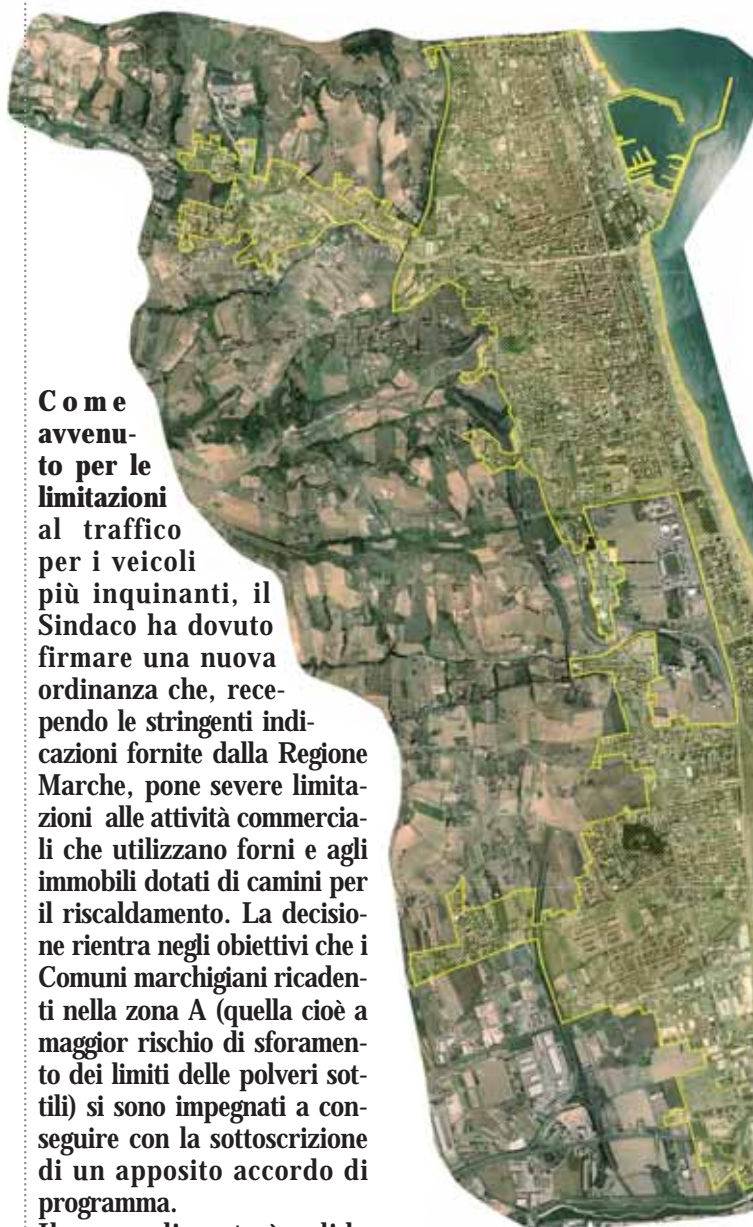 Come
avvenu-
to per le
limitazioni
al traffico
per i veicoli
più inquinanti, il
Sindaco ha dovuto
firmare una nuova
ordinanza che, rece-
pendo le stringenti indi-
cazioni fornite dalla Regione
Marche, pone severe limita-
zioni alle attività commercia-
li che utilizzano forni e agli
immobili dotati di camini per
il riscaldamento. La decisio-
ne rientra negli obiettivi che i
Comuni marchigiani ricaden-
ti nella zona A (quella cioè a
maggior rischio di sforamen-
to dei limiti delle polveri sot-
tili) si sono impegnati a con-
seguire con la sottoscrizione
di un apposito accordo di
programma.